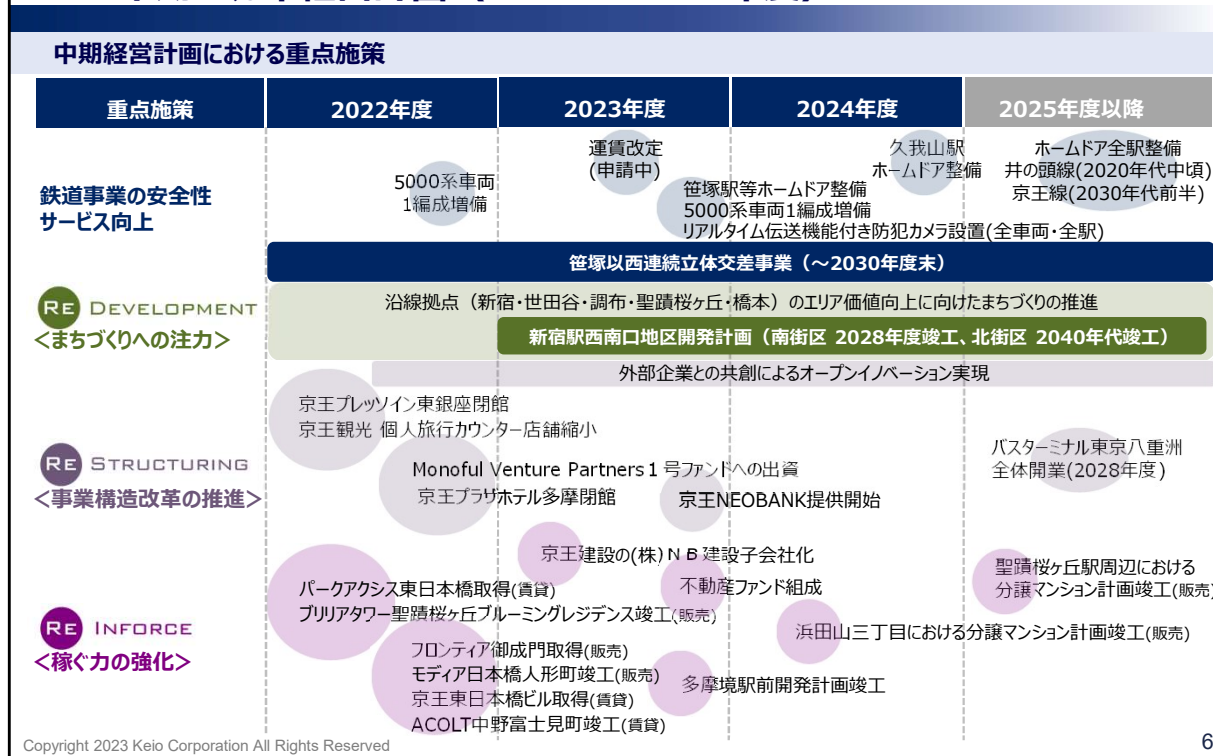 中期経営計画における重点施策
重点施策
2022年度
2023年度
2024年度
2025年度以降
鉄道事業の安全性
サービス向上
5000系車両
1編成増備
運賃改定
(申請中)
笹塚駅等ホームドア整備
5000系車両1編成増備
リアルタイム伝送機能付き防犯カメラ設置(全車両・全駅)
久我山駅
ホームドア整備
ホームドア全駅整備
井の頭線(2020年代中頃)
京王線(2030年代前半)
笹塚以西連続立体交差事業（～2030年度末）
RE DEVELOPMENT
<まちづくりへの注力>
沿線拠点（新宿・世田谷・調布・聖蹟桜ヶ丘・橋本）のエリア価値向上に向けたまちづくりの推進
新宿駅西南口地区開発計画（南街区 2028年度竣工、北街区 2040年代竣工）
外部企業との共創によるオープンイノベーション実現
RE STRUCTURING
<事業構造改革の推進>
京王プレッソイン東銀座閉館
京王観光 個人旅行カウンター店舗縮小
Monoful Venture Partners１号ファンドへの出資
京王プラザホテル多摩閉館
京王NEOBANK提供開始
バスターミナル東京八重洲
全体開業(2028年度)
RE INFORCE
<稼ぐ力の強化>
京王建設の(株)ＮＢ建設子会社化
パークアクシス東日本橋取得(賃貸)
ブリリアタワー聖蹟桜ヶ丘ブルーミングレジデンス竣工(販売)
不動産ファンド組成
聖蹟桜ヶ丘駅周辺における
分譲マンション計画竣工(販売)
浜田山三丁目における分譲マンション計画竣工(販売)
フロンティア御成門取得(販売)
モディア日本橋人形町竣工(販売)
京王東日本橋ビル取得(賃貸)
ACOLT中野富士見町竣工(賃貸)
多摩境駅前開発計画竣工
Copyright 2023 Keio Corporation All Rights Reserved
6